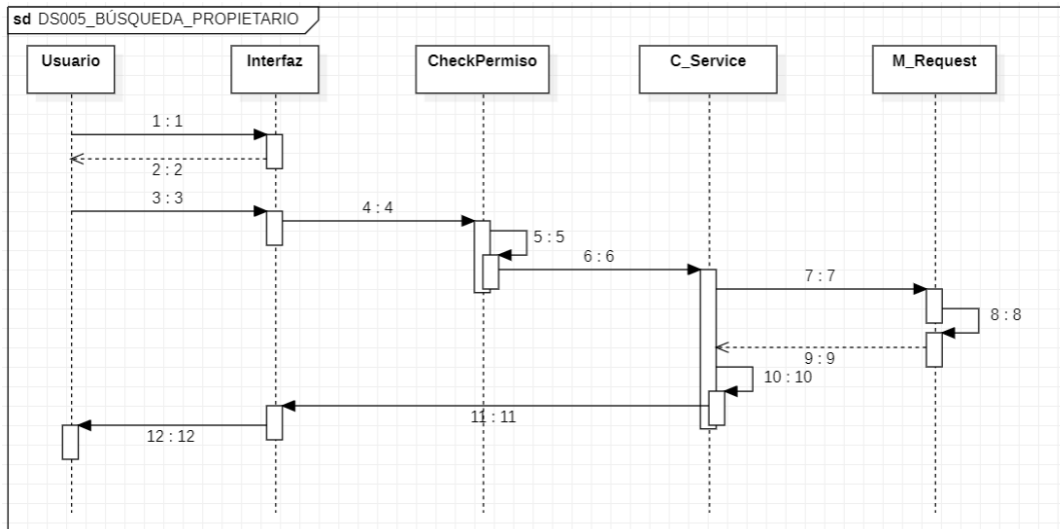 sd DS005_BÚSQUEDA_PROPIETARIO
Usuario
Interfaz
CheckPermiso
C_Service
M_Request
1 : 1
2 : 2
3 : 3
4 : 4
5 : 5
6 : 6
7 : 7
8 : 8
9 : 9
10 : 10
11 : 11
12 : 12